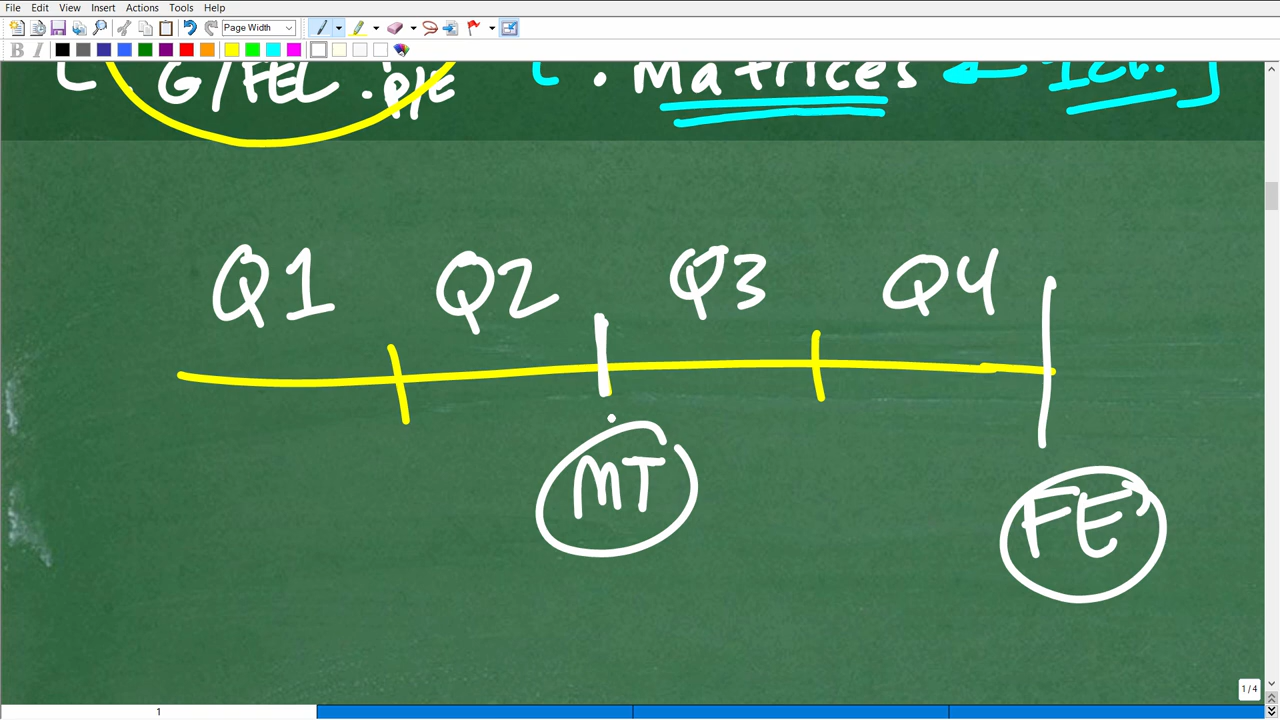 File Edit View Insert Actions Tools Help
Page Width
B I
G/FEL . P/E . Matrices
Q1 Q2 Q3 Q4
MT
FE
1/4
1